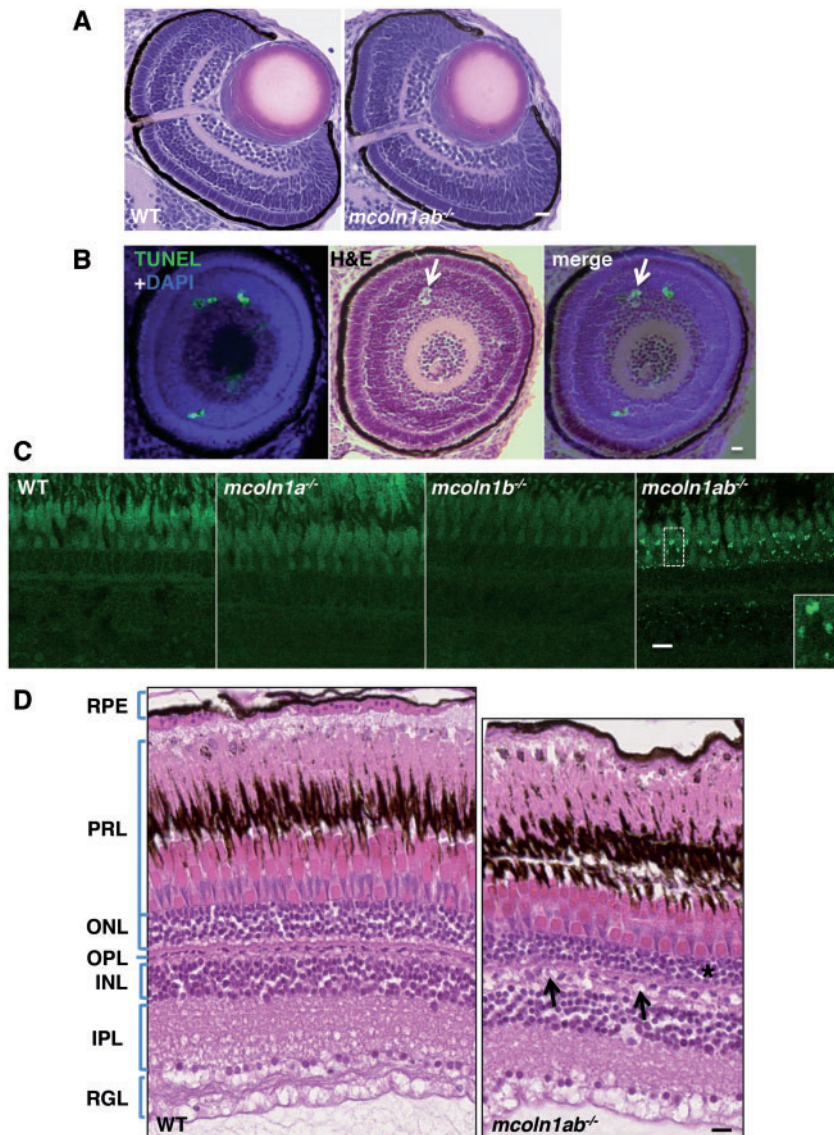 A
WT
mcoln1ab-/-
B
TUNEL
+DAPI
H&E
merge
C
WT
mcoln1a-/-
mcoln1b-/-
mcoln1ab-/-
D
RPE
PRL
ONL
OPL
INL
IPL
RGL
*
WT
mcoln1ab-/-